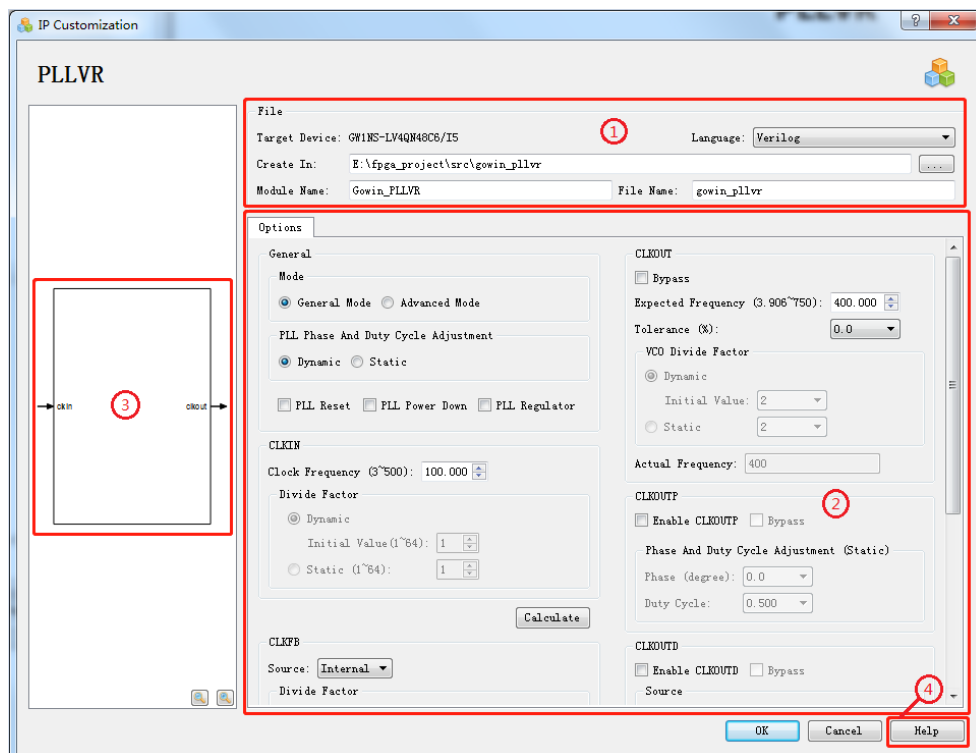 IP Customization
PLLVR
File
Target Device: GW1NS-LV4QN48C6/I5
Language: Verilog
Create In: E:\fpga_project\src\gowin_pllvr ...
Module Name: Gowin_PLLVR File Name: gowin_pllvr
1
Options
General
Mode
General Mode Advanced Mode
PLL Phase And Duty Cycle Adjustment
Dynamic Static
PLL Reset PLL Power Down PLL Regulator
CLKIN
Clock Frequency (3~500): 100.000
Divide Factor
Dynamic
Initial Value(1~64): 1
Static (1~64): 1
Calculate
CLKFB
Source: Internal
Divide Factor
CLKOUT
Bypass
Expected Frequency (3.906~750): 400.000
Tolerance (%): 0.0
VCO Divide Factor
Dynamic
Initial Value: 2
Static 2
Actual Frequency: 400
CLKOUTP
2
Enable CLKOUTP Bypass
Phase And Duty Cycle Adjustment (Static)
Phase (degree): 0.0
Duty Cycle: 0.500
CLKOUTD
Enable CLKOUTD Bypass
Source
clkin 3 clkout
4
OK Cancel Help